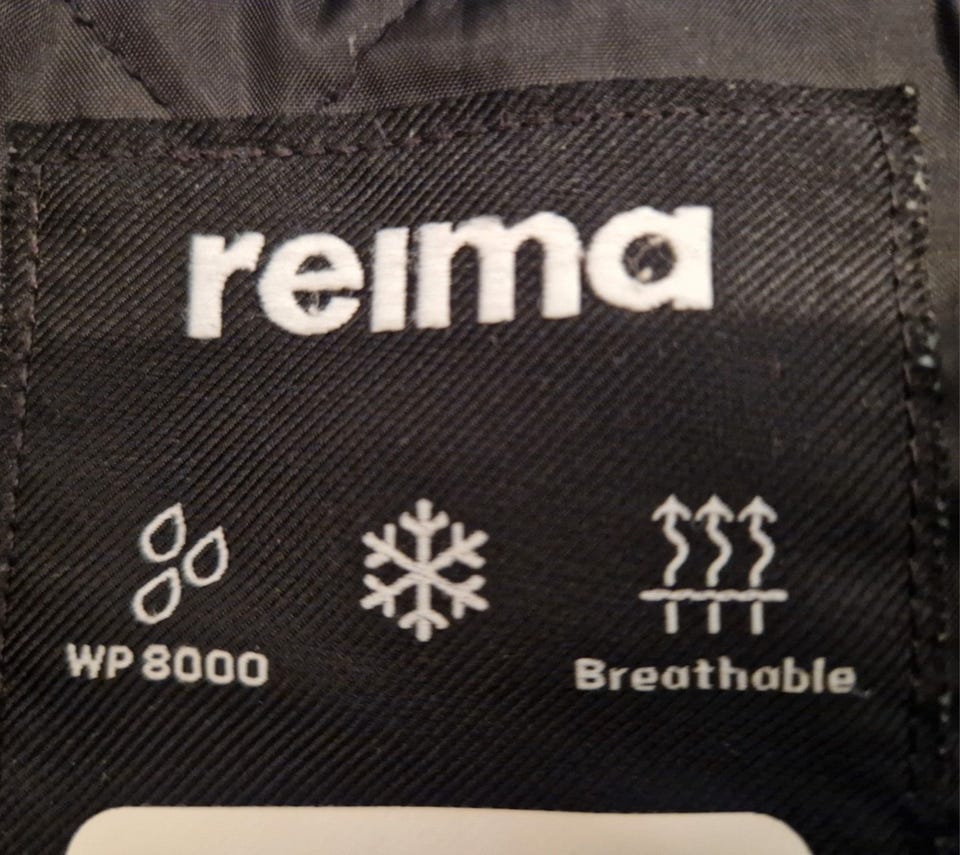 reima
WP 8000
Breathable